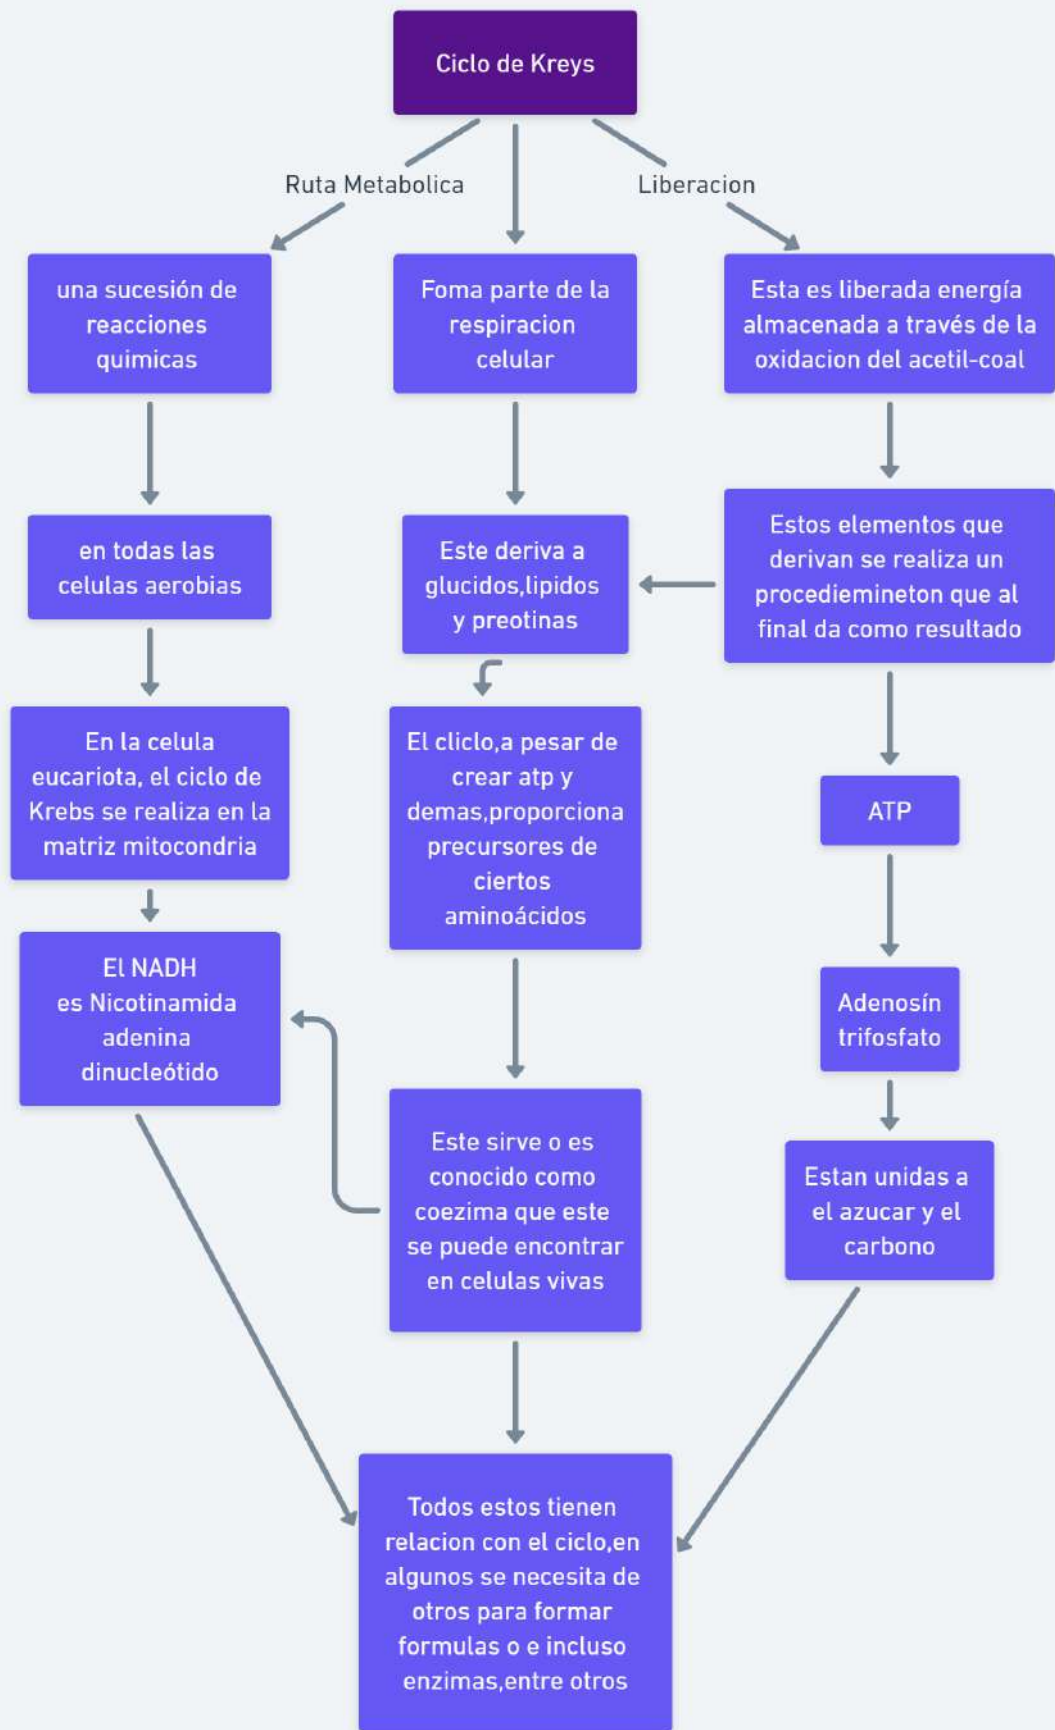 Ciclo de Kreys
Ruta Metabolica
Liberacion
una sucesión de
reacciones
quimicas
Foma parte de la
respiracion
celular
Esta es liberada energía
almacenada a través de la
oxidacion del acetil-coal
en todas las
celulas aerobias
Este deriva a
glucidos,lipidos
y preotinas
Estos elementos que
derivan se realiza un
procediemineton que al
final da como resultado
En la celula
eucariota, el ciclo de
Krebs se realiza en la
matriz mitocondria
El cliclo,a pesar de
crear atp y
demas,proporciona
precursores de
ciertos
aminoácidos
ATP
El NADH
es Nicotinamida
adenina
dinucleótido
Adenosín
trifosfato
Este sirve o es
conocido como
coezima que este
se puede encontrar
en celulas vivas
Estan unidas a
el azucar y el
carbono
Todos estos tienen
relacion con el ciclo,en
algunos se necesita de
otros para formar
formulas o e incluso
enzimas,entre otros